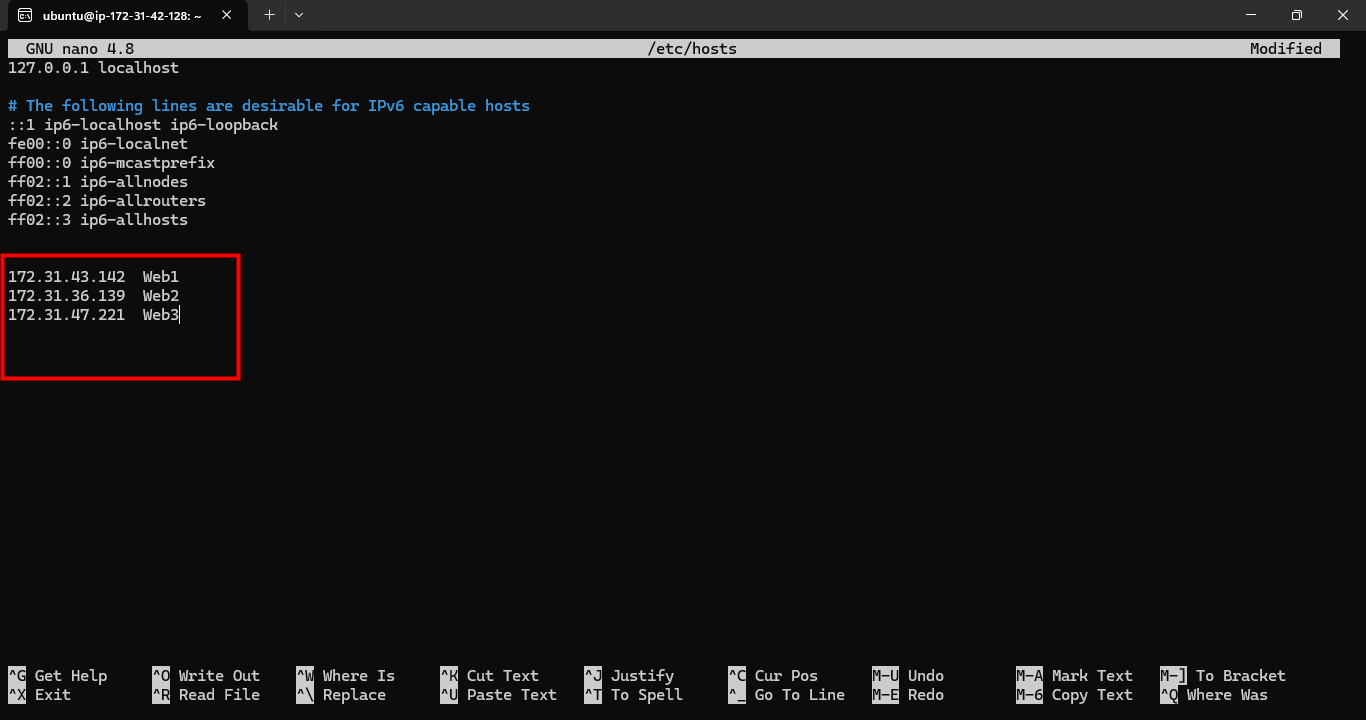 ubuntu@ip-172-31-42-128: ~
GNU nano 4.8 /etc/hosts Modified
127.0.0.1 localhost
# The following lines are desirable for IPv6 capable hosts
::1 ip6-localhost ip6-loopback
fe00::0 ip6-localnet
ff00::0 ip6-mcastprefix
ff02::1 ip6-allnodes
ff02::2 ip6-allrouters
ff02::3 ip6-allhosts
172.31.43.142  Web1
172.31.36.139  Web2
172.31.47.221  Web3
^G Get Help ^O Write Out ^W Where Is ^K Cut Text ^J Justify ^C Cur Pos M-U Undo M-A Mark Text M-] To Bracket
^X Exit ^R Read File ^\ Replace ^U Paste Text ^T To Spell ^_ Go To Line M-E Redo M-6 Copy Text ^Q Where Was